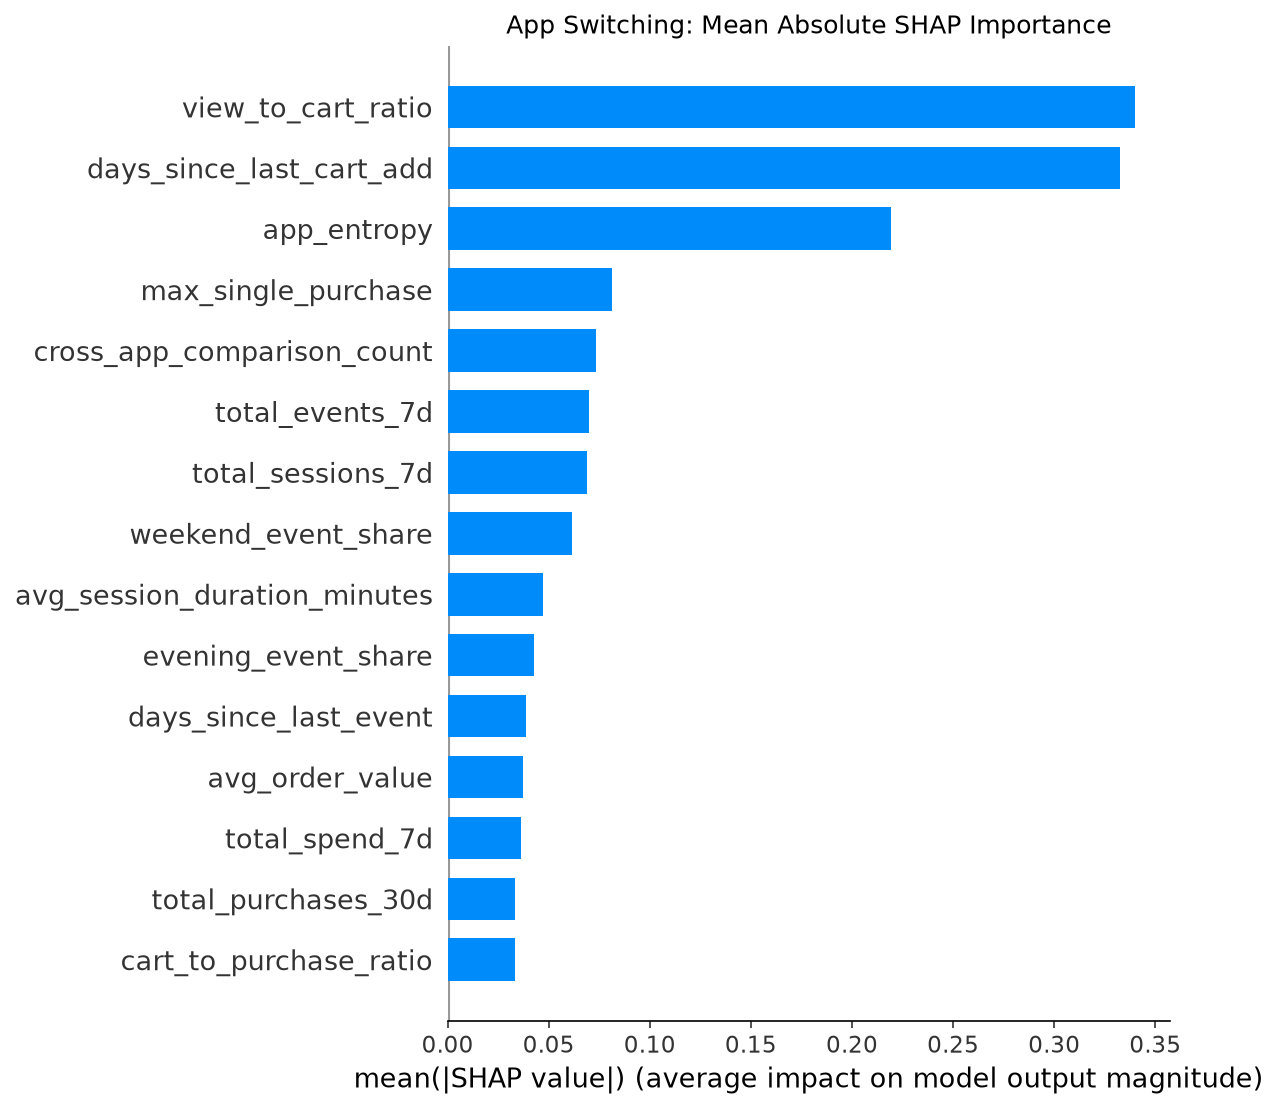 App Switching: Mean Absolute SHAP Importance
view_to_cart_ratio
days_since_last_cart_add
app_entropy
max_single_purchase
cross_app_comparison_count
total_events_7d
total_sessions_7d
weekend_event_share
avg_session_duration_minutes
evening_event_share
days_since_last_event
avg_order_value
total_spend_7d
total_purchases_30d
cart_to_purchase_ratio
0.00 0.05 0.10 0.15 0.20 0.25 0.30 0.35
mean(|SHAP value|) (average impact on model output magnitude)